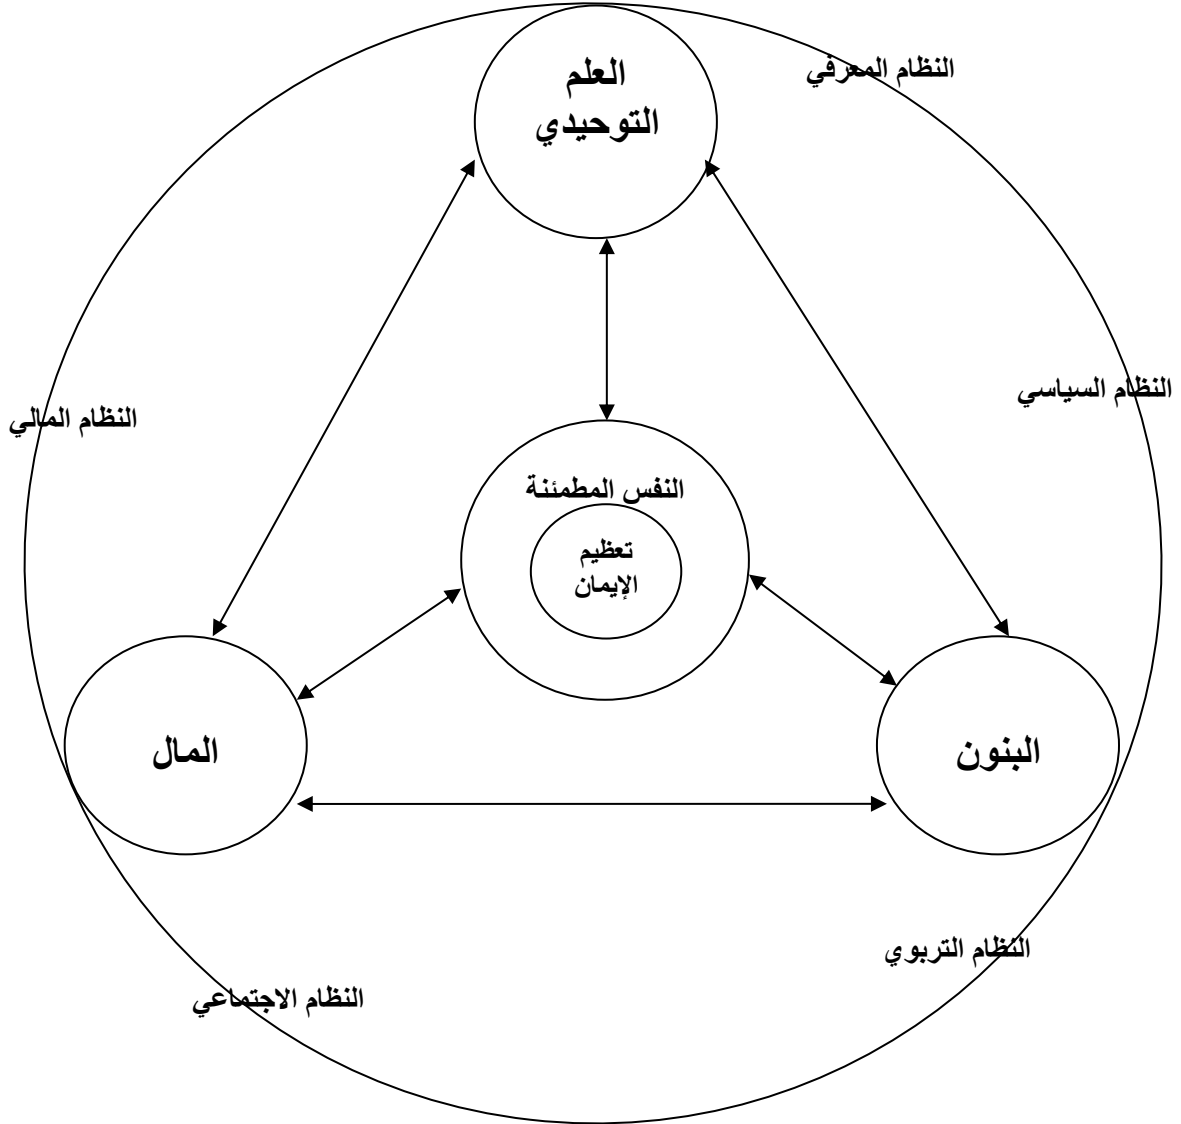 العلم
التوحيدي
النظام المعرفي
النظام السياسي
النظام المالي
النفس المطمئنة
تعظيم
الإيمان
البنون
المال
النظام التربوي
النظام الاجتماعي